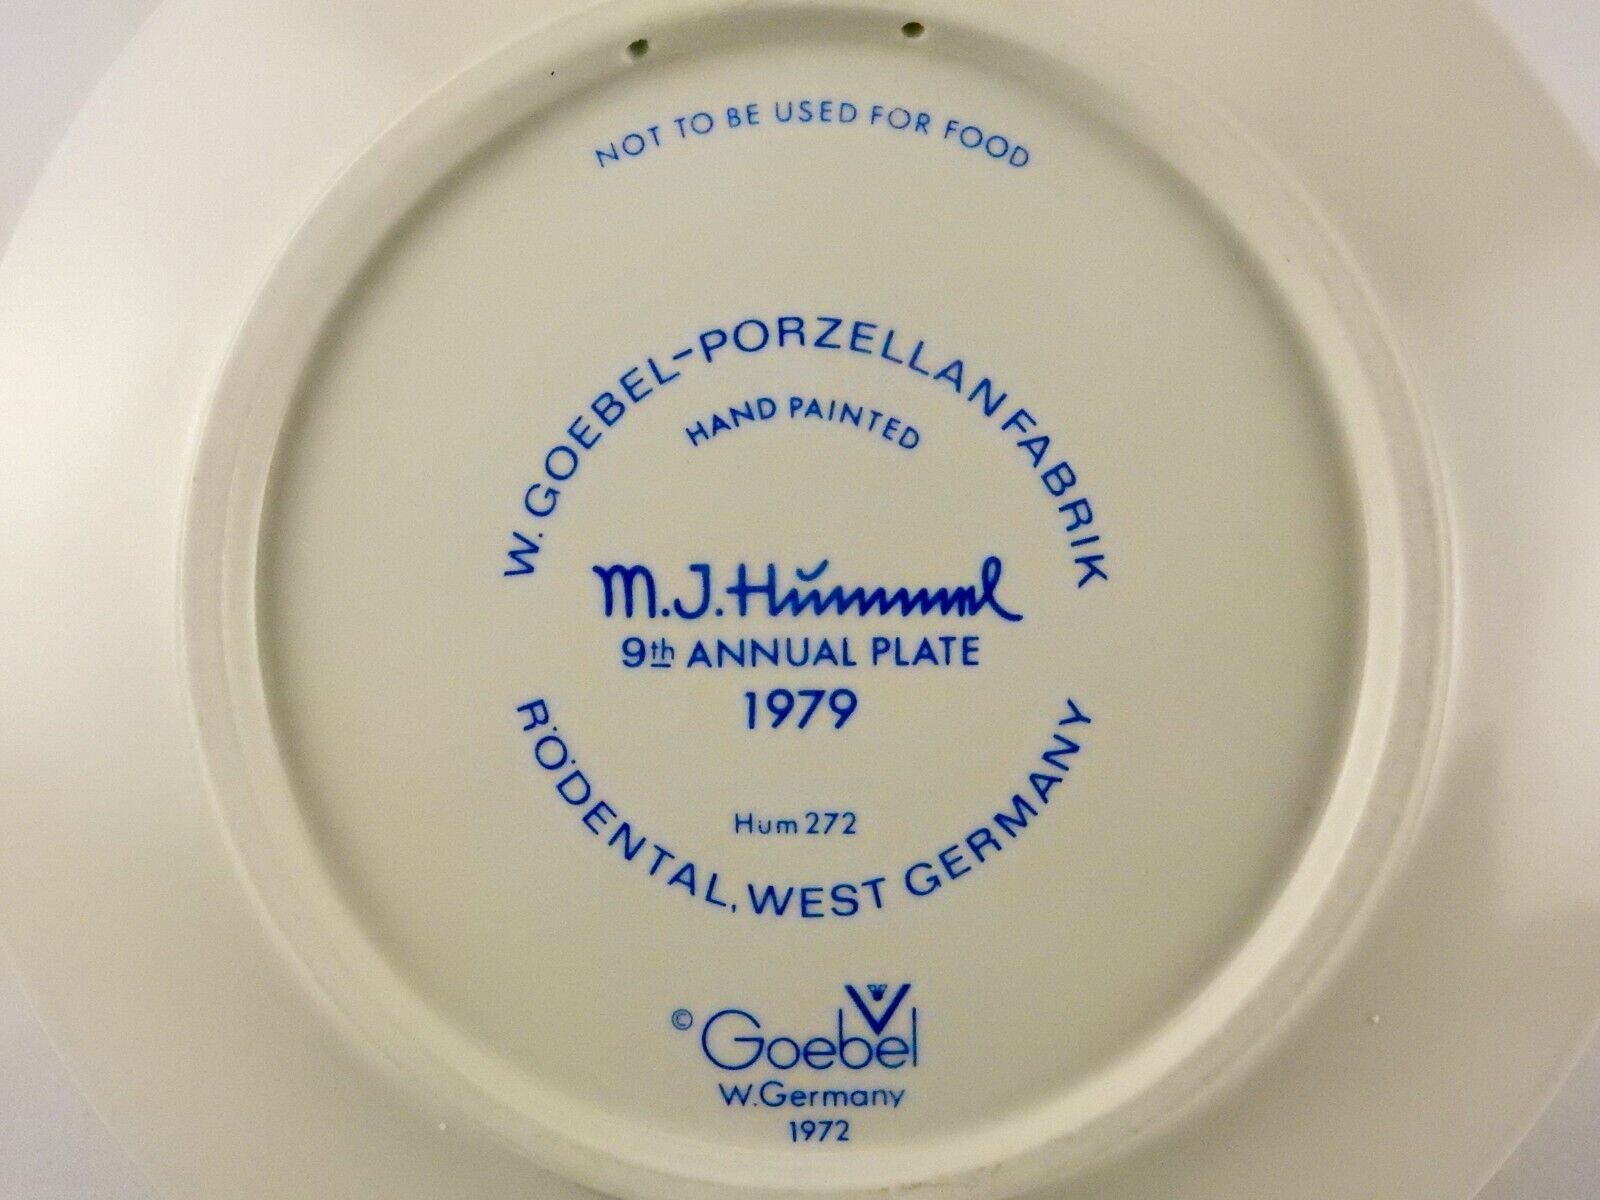 NOT TO BE USED FOR FOOD
W. GOEBEL-PORZELLANFABRIK
HAND PAINTED
M.J. Hummel
9th ANNUAL PLATE
1979
Hum 272
RÖDENTAL, WEST GERMANY
© Goebel
W. Germany
1972